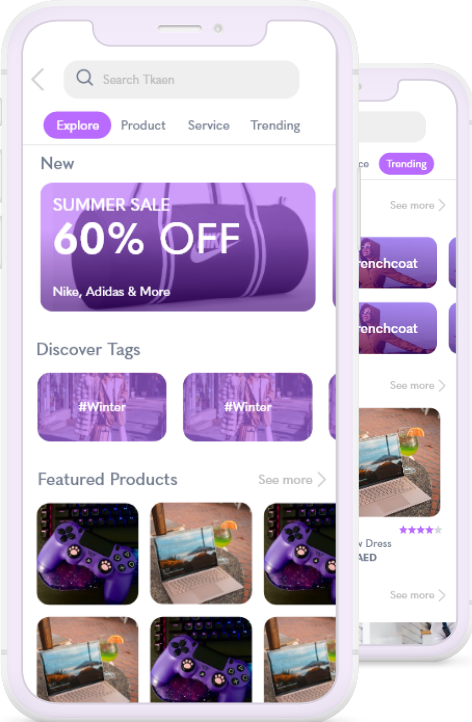 Search Tkaen
Explore
Product
Service
Trending
New
SUMMER SALE
60% OFF
NIKE
Nike, Adidas & More
Discover Tags
#Winter
#Winter
Featured Products
See more
Trending
See more
renchcoat
renchcoat
See more
w Dress
AED
See more